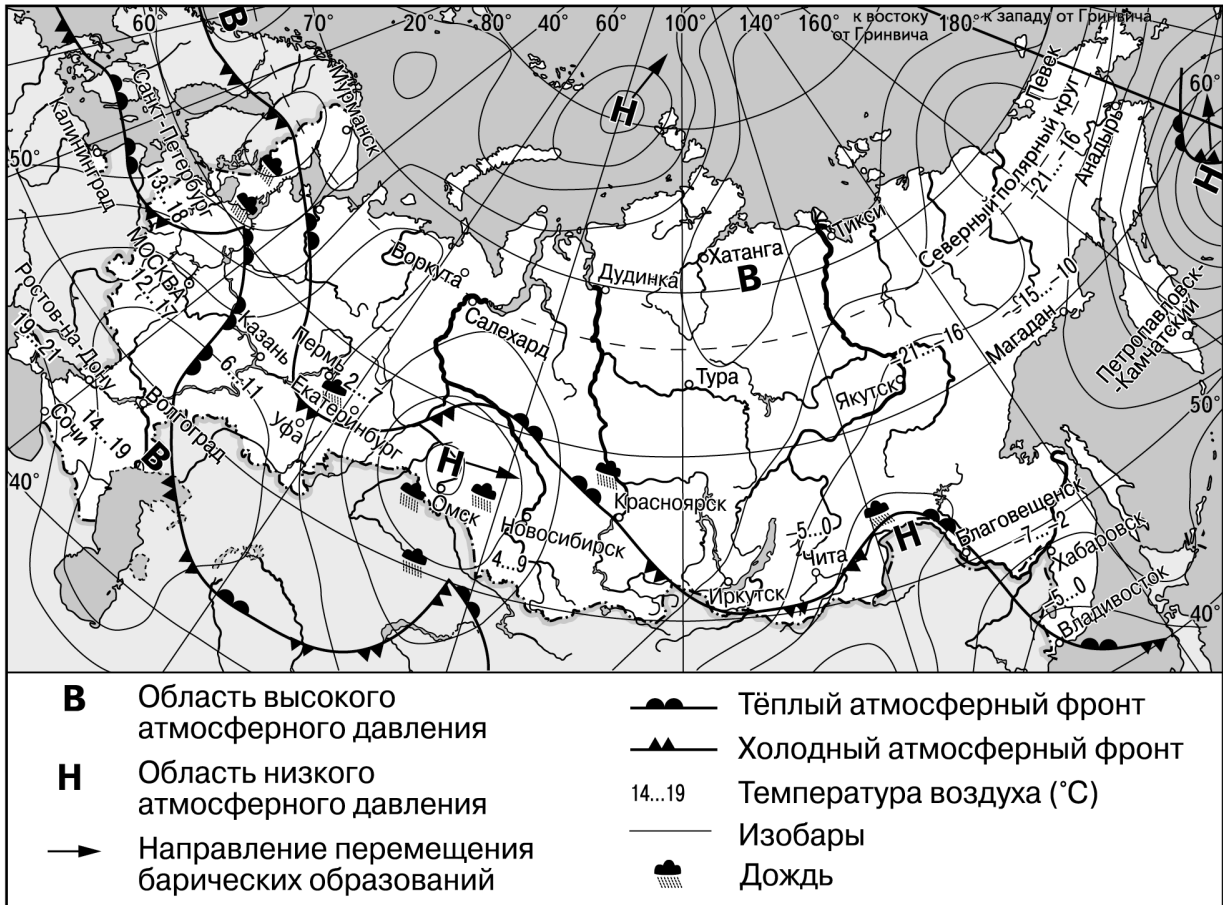 60°
70°
20°
80°
40°
60°
100°
140°
160°
к востоку
от Гринвича
180°
к западу от Гринвича
В
Мурманск
Санкт-Петербург
Калининград
50°
13...18
МОСКВА
12...17
Ростов-на-Дону
19...21
Сочи
14...19
Волгоград
В
40°
Казань
6...11
Пермь
2...7
Уфа
Екатеринбург
Воркута
Салехард
Н
Омск
Новосибирск
4...9
Н
Дудинка
Хатанга
В
Тура
Красноярск
Иркутск
–5...0
Чита
Тикси
Якутск
–21...–16
Северный полярный круг
Певек
–21...–16
Анадырь
60°
Н
–15...–10
Магадан
Петропавловск-
-Камчатский
50°
Н
Благовещенск
–7...–2
Хабаровск
–5...0
Владивосток
40°
В
Область высокого
атмосферного давления
Н
Область низкого
атмосферного давления
Направление перемещения
барических образований
Тёплый атмосферный фронт
Холодный атмосферный фронт
14...19
Температура воздуха (°C)
Изобары
Дождь